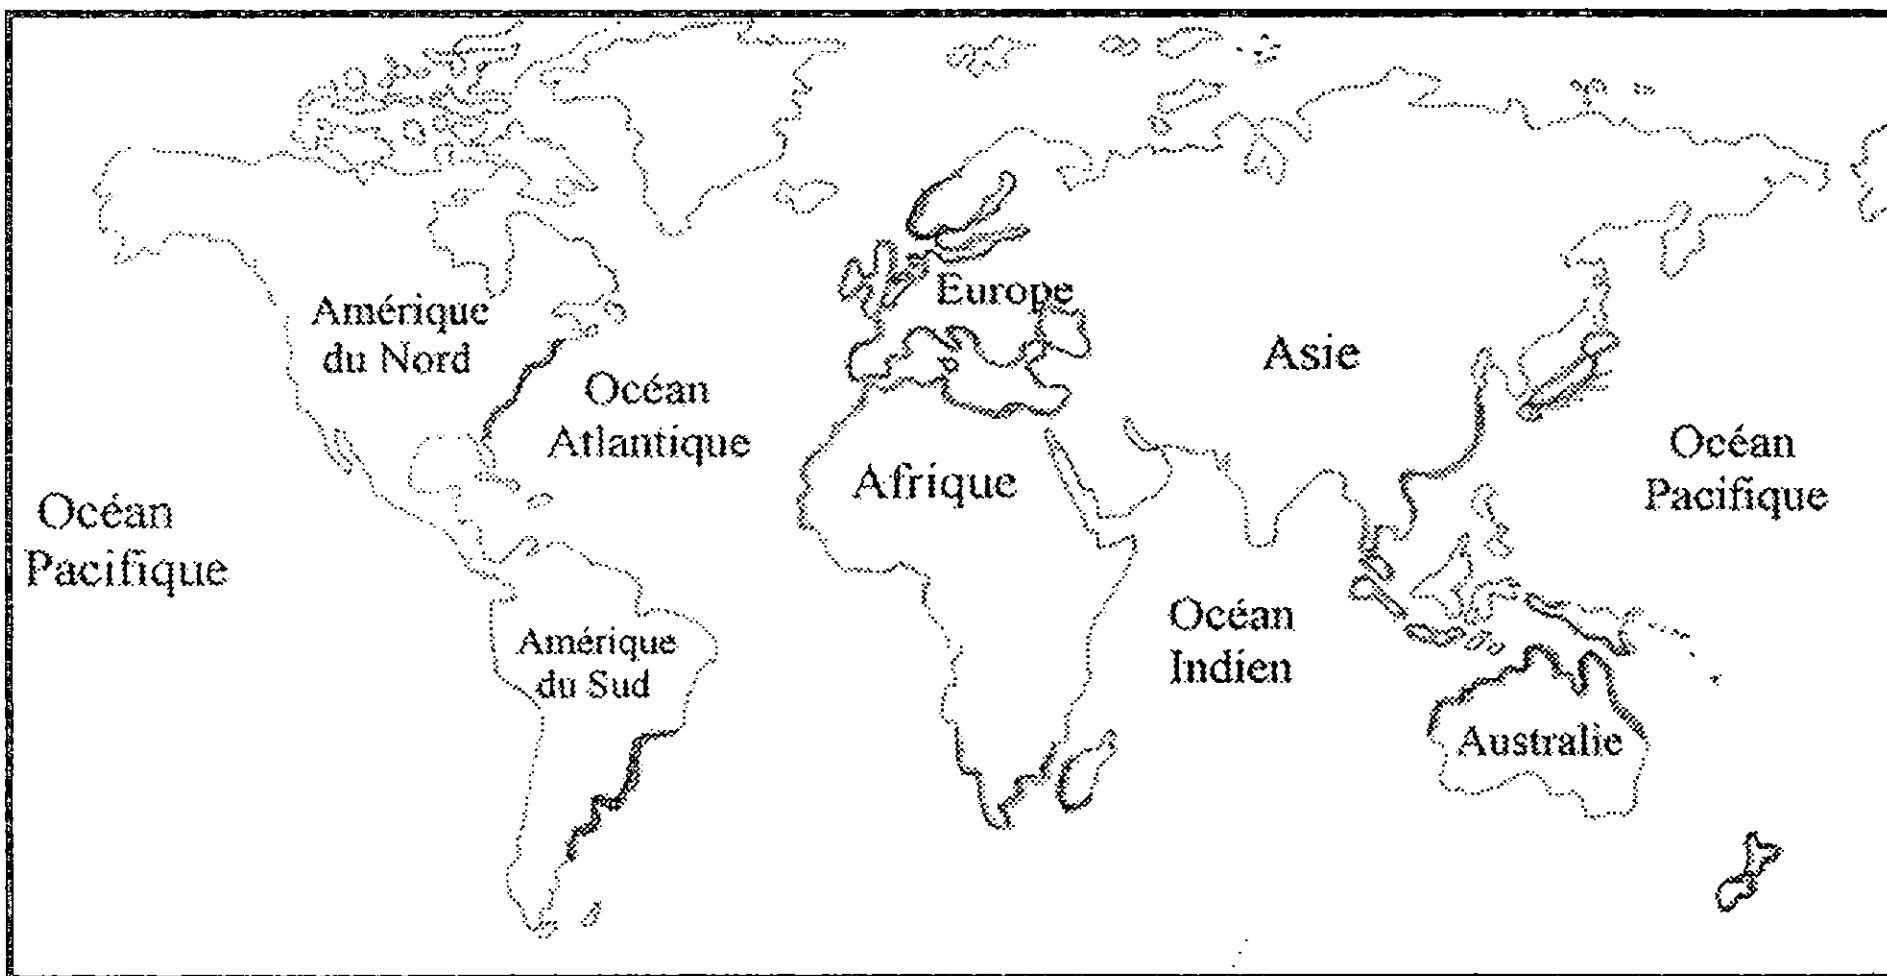 Amérique
du Nord
Europe
Asie
Océan
Atlantique
Afrique
Océan
Pacifique
Océan
Pacifique
Océan
Indien
Amérique
du Sud
Australie